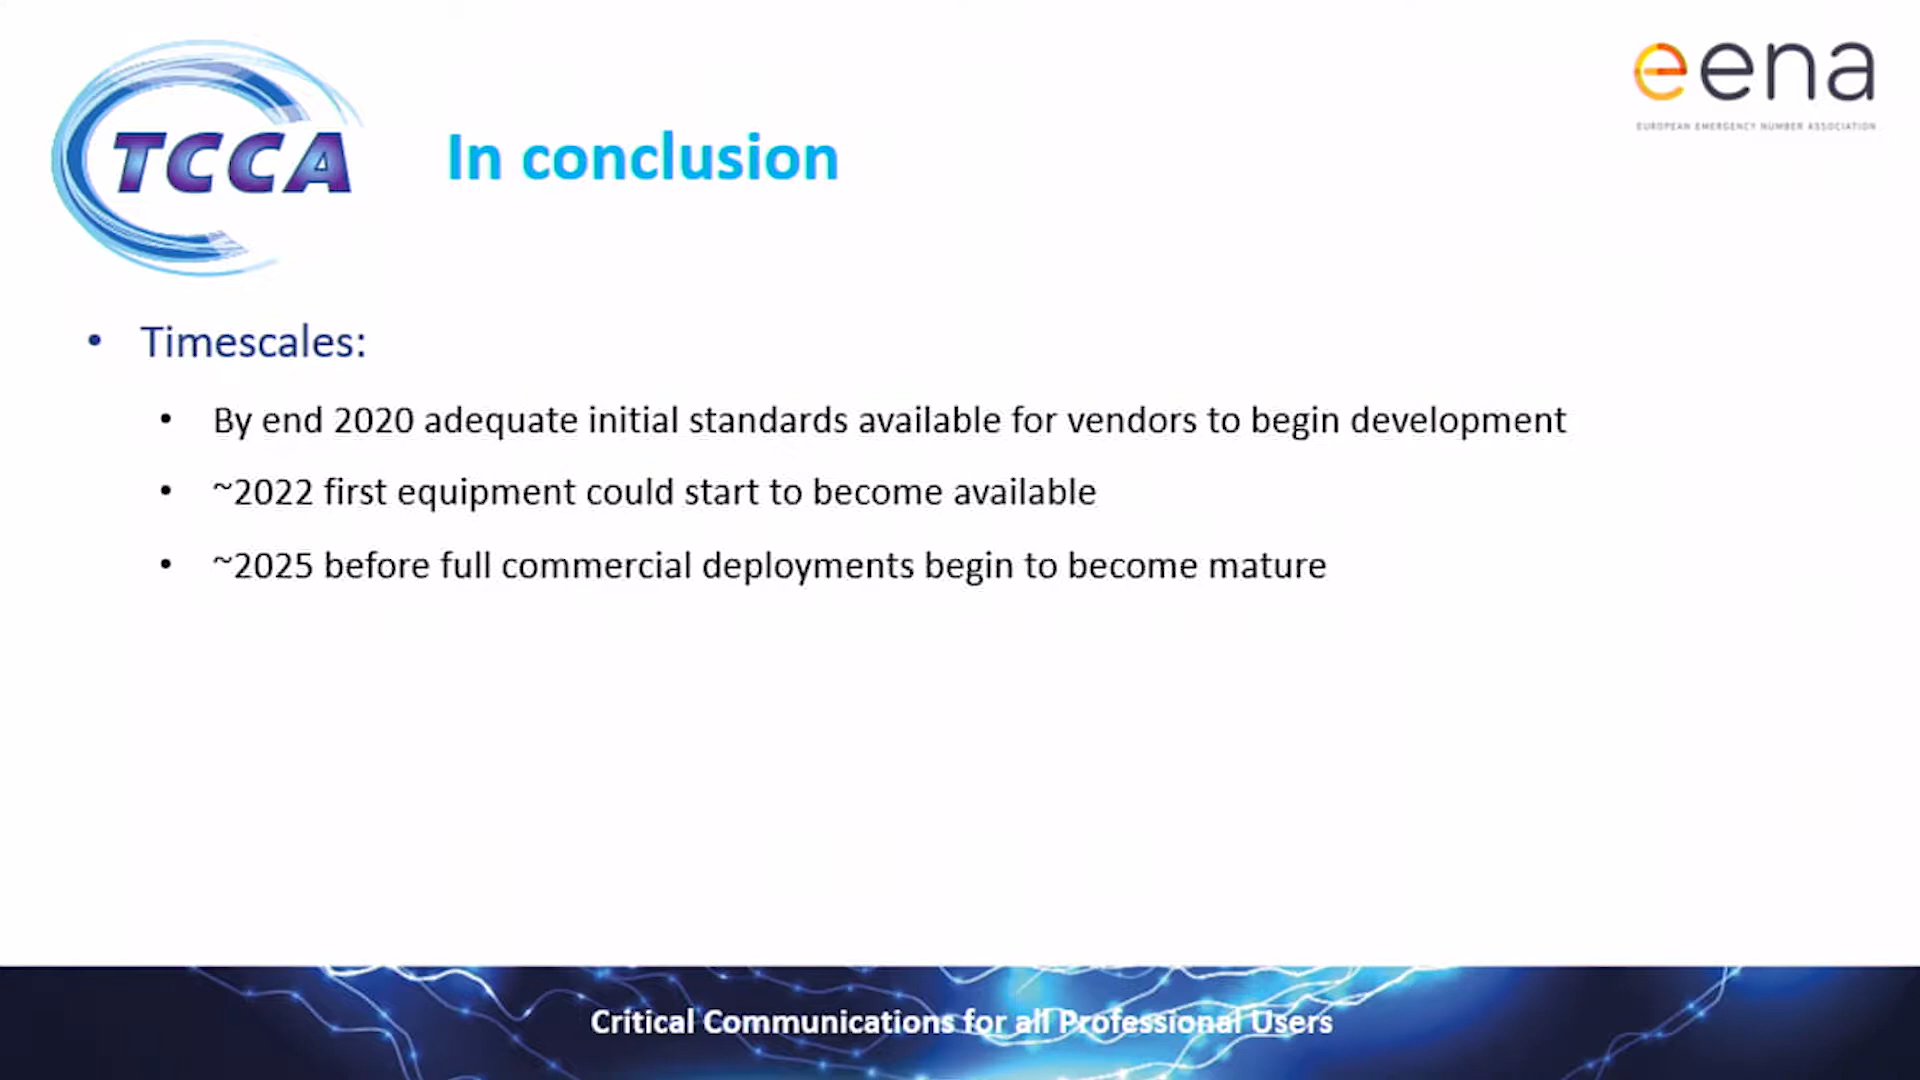 TCCA
eena
EUROPEAN EMERGENCY NUMBER ASSOCIATION
In conclusion
• Timescales:
• By end 2020 adequate initial standards available for vendors to begin development
• ~2022 first equipment could start to become available
• ~2025 before full commercial deployments begin to become mature
Critical Communications for all Professional Users